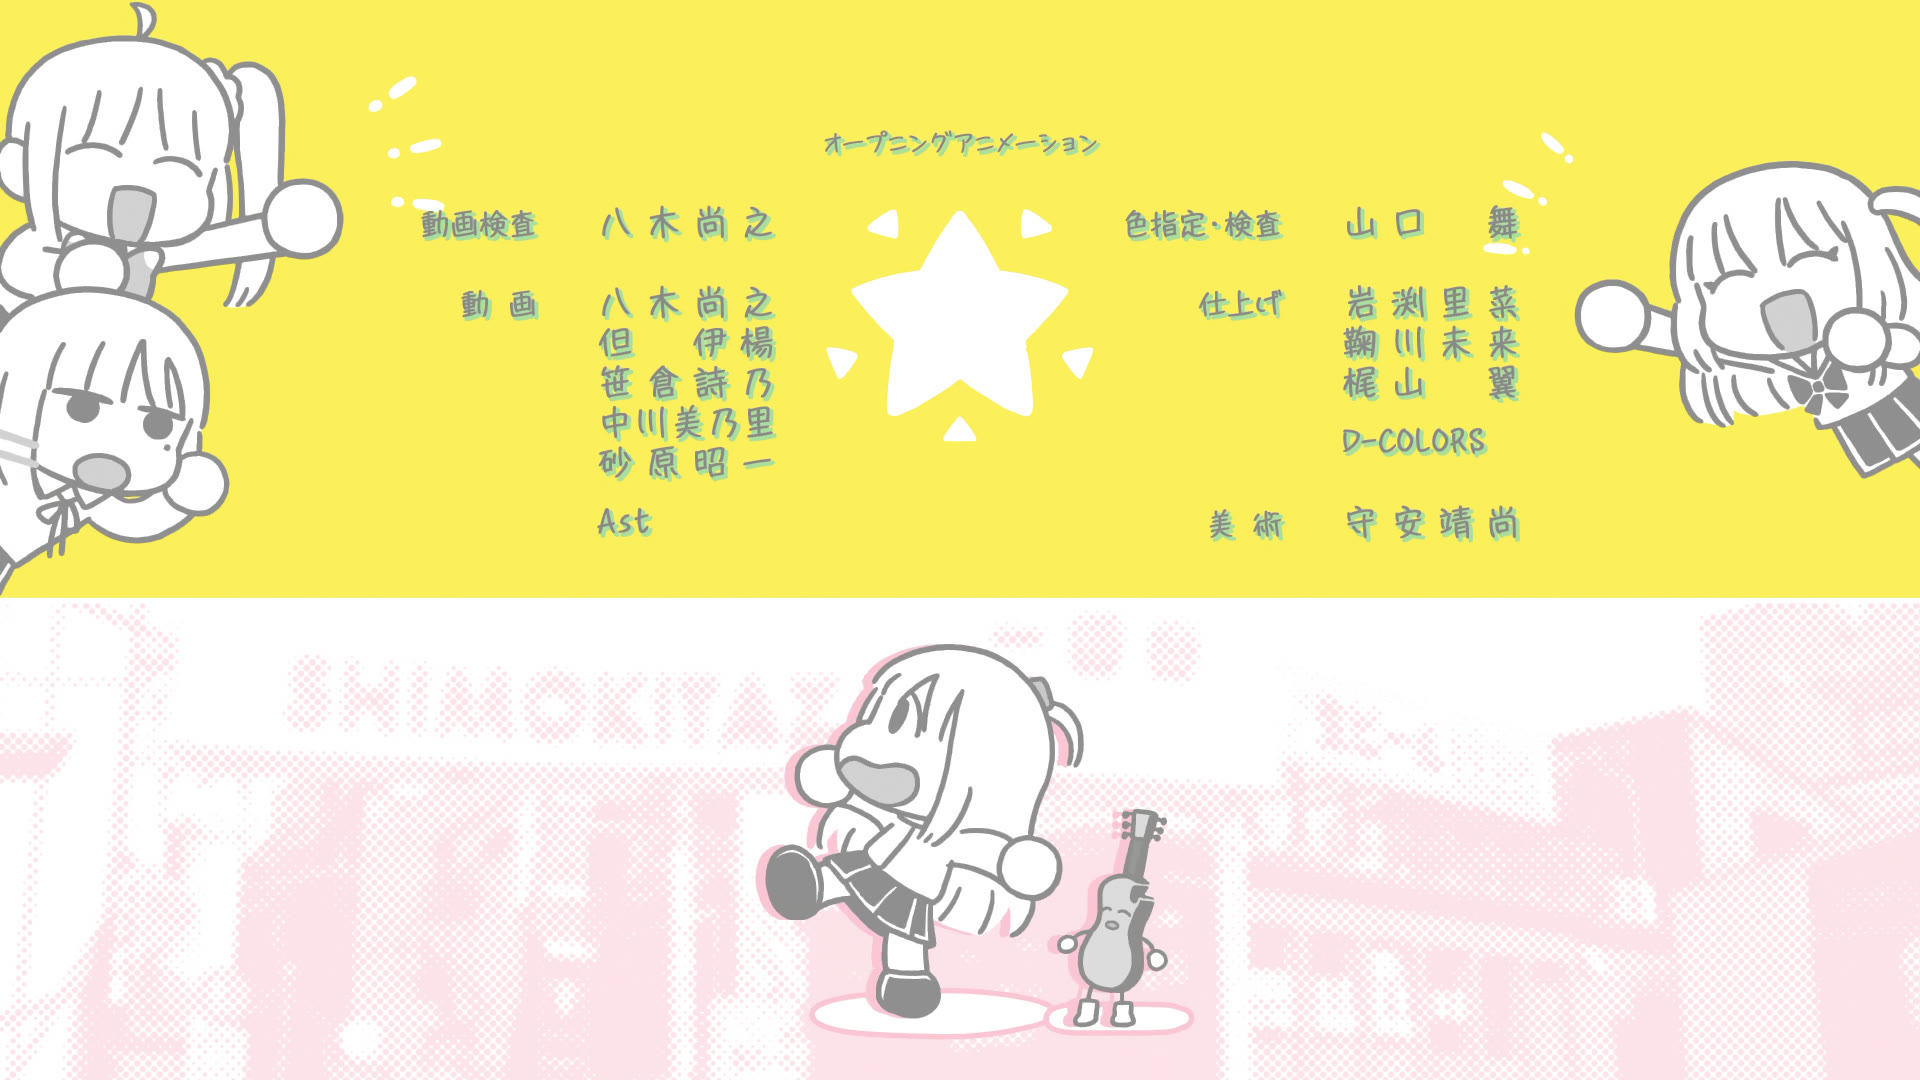 オープニングアニメーション
動画検査 八木尚之
動画 八木尚之
但 伊楊
笹倉詩乃
中川美乃里
砂原昭一
Ast
色指定・検査 山口 舞
仕上げ 岩渕里菜
鞠川未来
梶山 翼
D-COLORS
美術 守安靖尚
SHIMOKITAZ